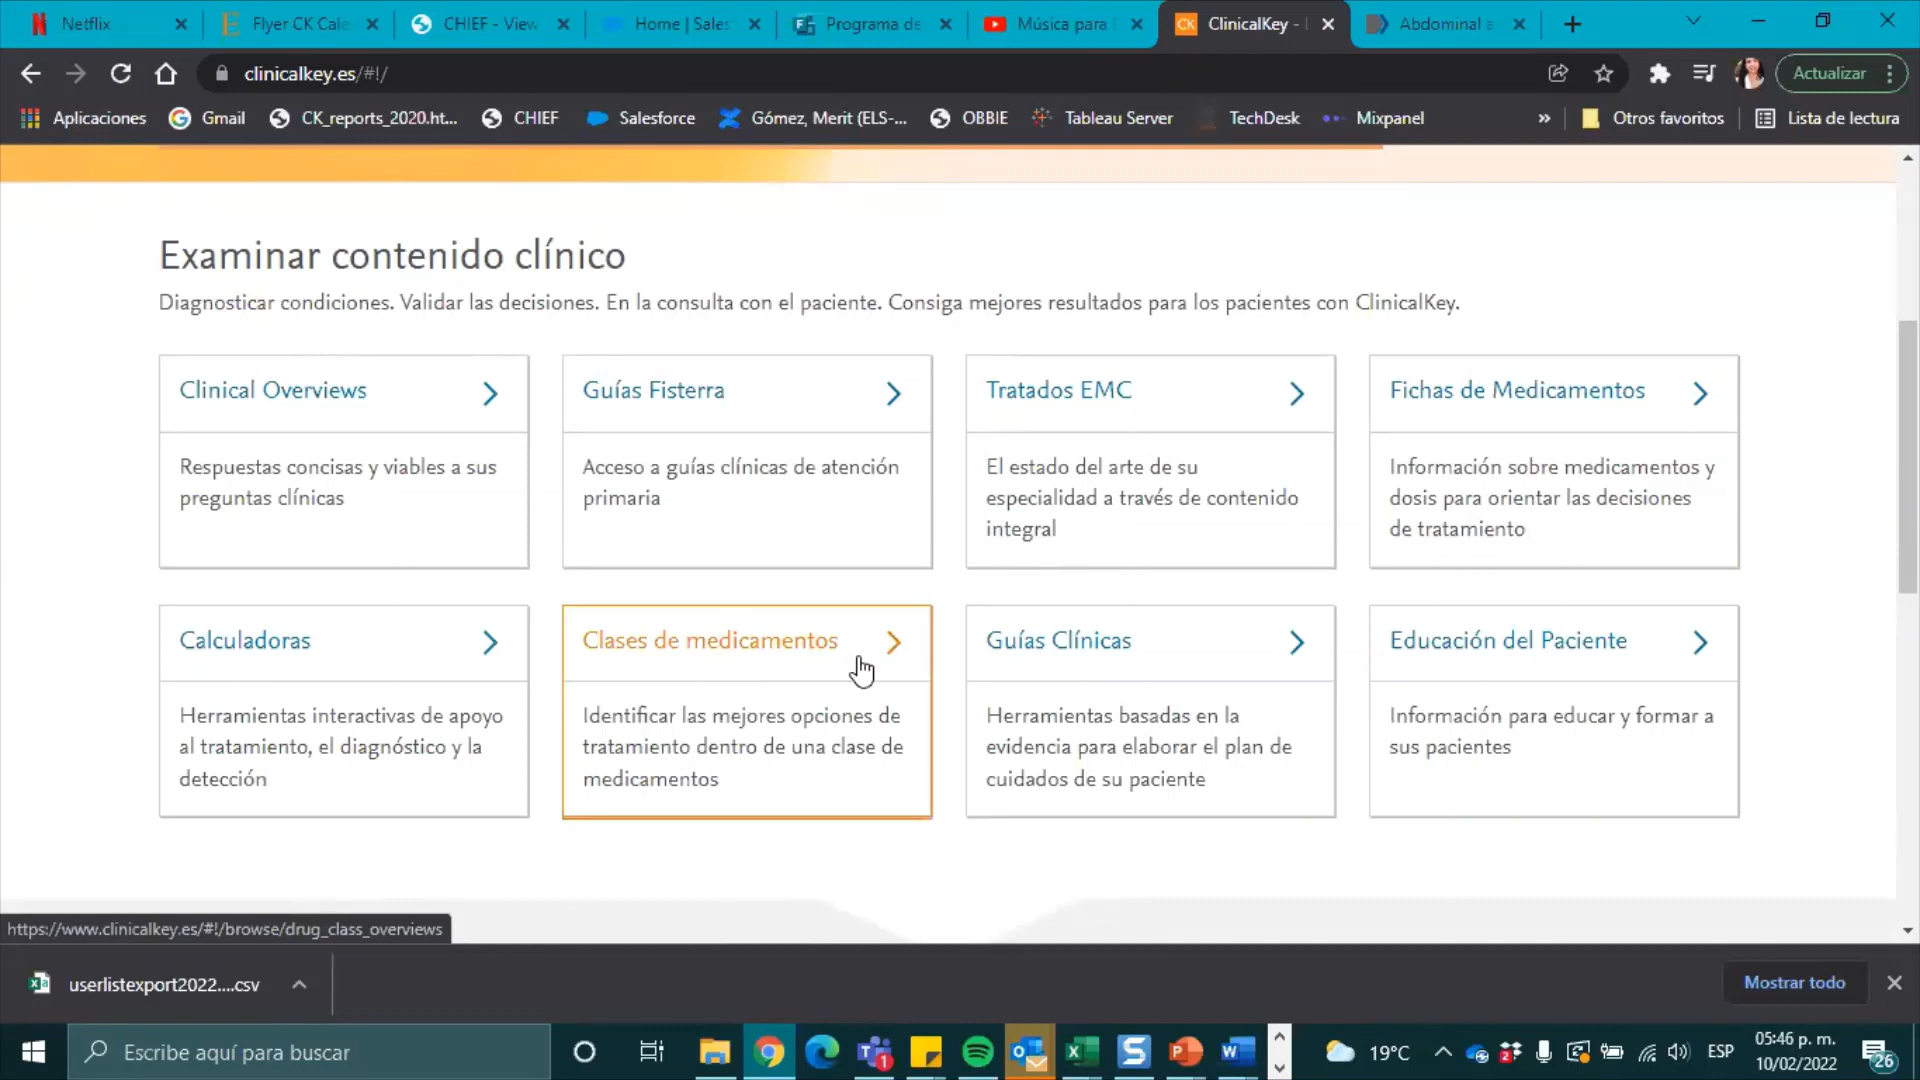 Netflix
Flyer CK Cale
CHIEF - View
Home | Sales
Programa de
Música para
CK ClinicalKey -
Abdominal a
clinicalkey.es/#!/
Actualizar
Aplicaciones
Gmail
CK_reports_2020.ht...
CHIEF
Salesforce
Gómez, Merit (ELS-...
OBBIE
Tableau Server
TechDesk
Mixpanel
»
Otros favoritos
Lista de lectura
Examinar contenido clínico
Diagnosticar condiciones. Validar las decisiones. En la consulta con el paciente. Consiga mejores resultados para los pacientes con ClinicalKey.
Clinical Overviews
Respuestas concisas y viables a sus
preguntas clínicas
Guías Fisterra
Acceso a guías clínicas de atención
primaria
Tratados EMC
El estado del arte de su
especialidad a través de contenido
integral
Fichas de Medicamentos
Información sobre medicamentos y
dosis para orientar las decisiones
de tratamiento
Calculadoras
Herramientas interactivas de apoyo
al tratamiento, el diagnóstico y la
detección
Clases de medicamentos
Identificar las mejores opciones de
tratamiento dentro de una clase de
medicamentos
Guías Clínicas
Herramientas basadas en la
evidencia para elaborar el plan de
cuidados de su paciente
Educación del Paciente
Información para educar y formar a
sus pacientes
https://www.clinicalkey.es/#!/browse/drug_class_overviews
userlistexport2022....csv
Mostrar todo
Escribe aquí para buscar
19°C
ESP
05:46 p. m.
10/02/2022
26